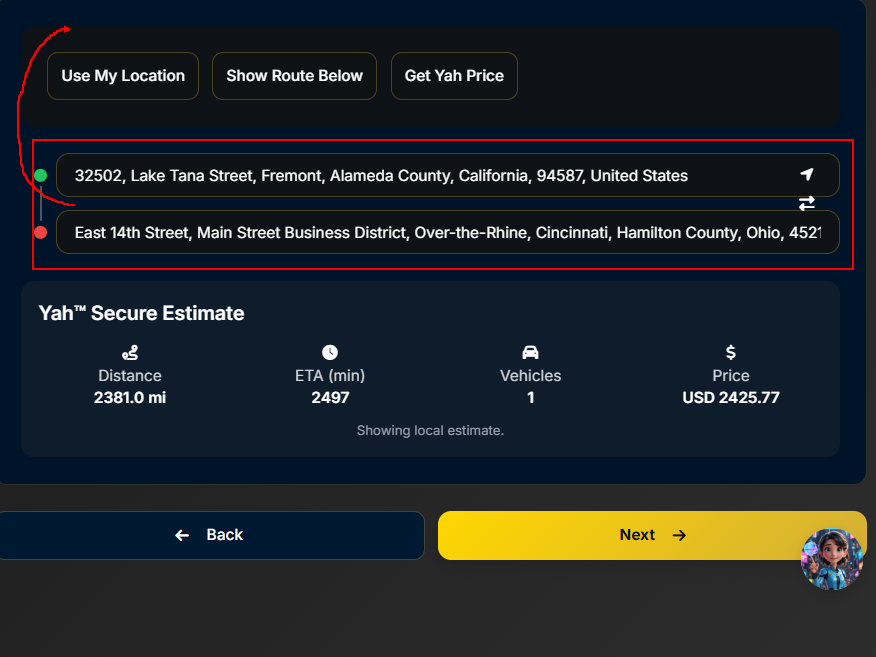 Use My Location Show Route Below Get Yah Price
32502, Lake Tana Street, Fremont, Alameda County, California, 94587, United States
East 14th Street, Main Street Business District, Over-the-Rhine, Cincinnati, Hamilton County, Ohio, 4521
Yah™ Secure Estimate
Distance ETA (min) Vehicles Price
2381.0 mi 2497 1 USD 2425.77
Showing local estimate.
Back Next